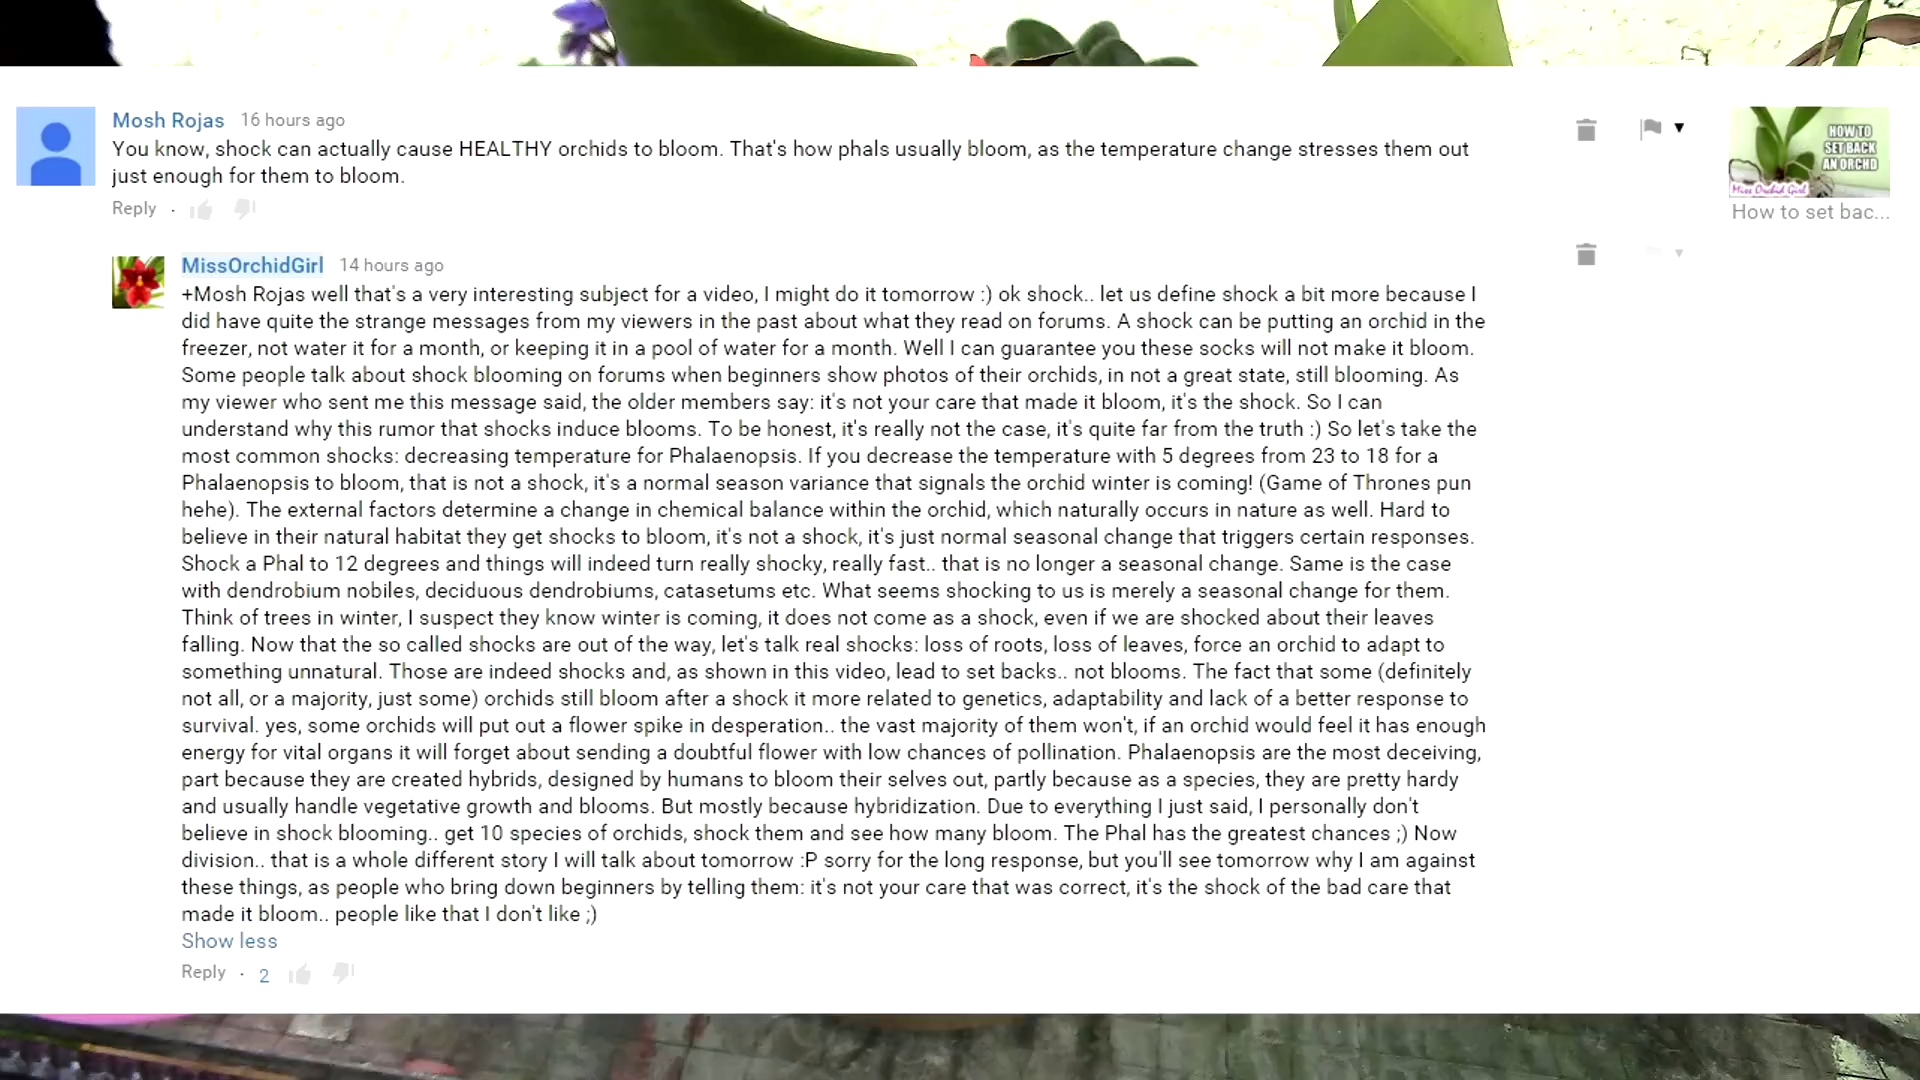 Mosh Rojas 16 hours ago
You know, shock can actually cause HEALTHY orchids to bloom. That's how phals usually bloom, as the temperature change stresses them out
just enough for them to bloom.
Reply ·
HOW TO
SET BACK
AN ORCHD
Miss Orchid Girl
How to set bac...
MissOrchidGirl 14 hours ago
+Mosh Rojas well that's a very interesting subject for a video, I might do it tomorrow :) ok shock.. let us define shock a bit more because I
did have quite the strange messages from my viewers in the past about what they read on forums. A shock can be putting an orchid in the
freezer, not water it for a month, or keeping it in a pool of water for a month. Well I can guarantee you these socks will not make it bloom.
Some people talk about shock blooming on forums when beginners show photos of their orchids, in not a great state, still blooming. As
my viewer who sent me this message said, the older members say: it's not your care that made it bloom, it's the shock. So I can
understand why this rumor that shocks induce blooms. To be honest, it's really not the case, it's quite far from the truth :) So let's take the
most common shocks: decreasing temperature for Phalaenopsis. If you decrease the temperature with 5 degrees from 23 to 18 for a
Phalaenopsis to bloom, that is not a shock, it's a normal season variance that signals the orchid winter is coming! (Game of Thrones pun
hehe). The external factors determine a change in chemical balance within the orchid, which naturally occurs in nature as well. Hard to
believe in their natural habitat they get shocks to bloom, it's not a shock, it's just normal seasonal change that triggers certain responses.
Shock a Phal to 12 degrees and things will indeed turn really shocky, really fast.. that is no longer a seasonal change. Same is the case
with dendrobium nobiles, deciduous dendrobiums, catasetums etc. What seems shocking to us is merely a seasonal change for them.
Think of trees in winter, I suspect they know winter is coming, it does not come as a shock, even if we are shocked about their leaves
falling. Now that the so called shocks are out of the way, let's talk real shocks: loss of roots, loss of leaves, force an orchid to adapt to
something unnatural. Those are indeed shocks and, as shown in this video, lead to set backs.. not blooms. The fact that some (definitely
not all, or a majority, just some) orchids still bloom after a shock it more related to genetics, adaptability and lack of a better response to
survival. yes, some orchids will put out a flower spike in desperation.. the vast majority of them won't, if an orchid would feel it has enough
energy for vital organs it will forget about sending a doubtful flower with low chances of pollination. Phalaenopsis are the most deceiving,
part because they are created hybrids, designed by humans to bloom their selves out, partly because as a species, they are pretty hardy
and usually handle vegetative growth and blooms. But mostly because hybridization. Due to everything I just said, I personally don't
believe in shock blooming.. get 10 species of orchids, shock them and see how many bloom. The Phal has the greatest chances ;) Now
division.. that is a whole different story I will talk about tomorrow :P sorry for the long response, but you'll see tomorrow why I am against
these things, as people who bring down beginners by telling them: it's not your care that was correct, it's the shock of the bad care that
made it bloom.. people like that I don't like ;)
Show less
Reply · 2